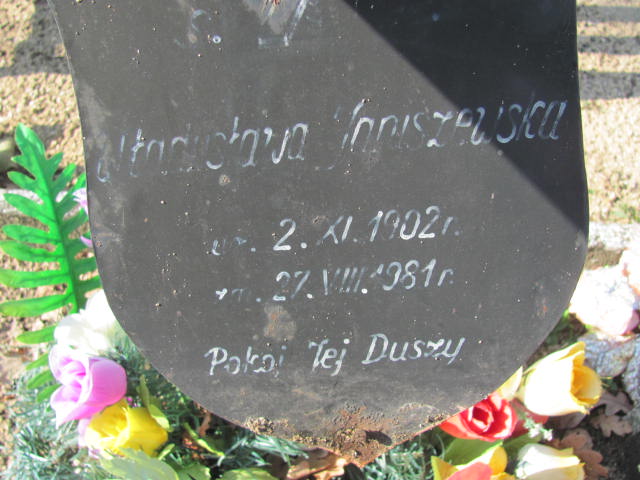 Władysława Janiszewska
ur. 2. XI. 1902 r.
zm. 27. VIII. 1981 r.
Pokój Jej Duszy